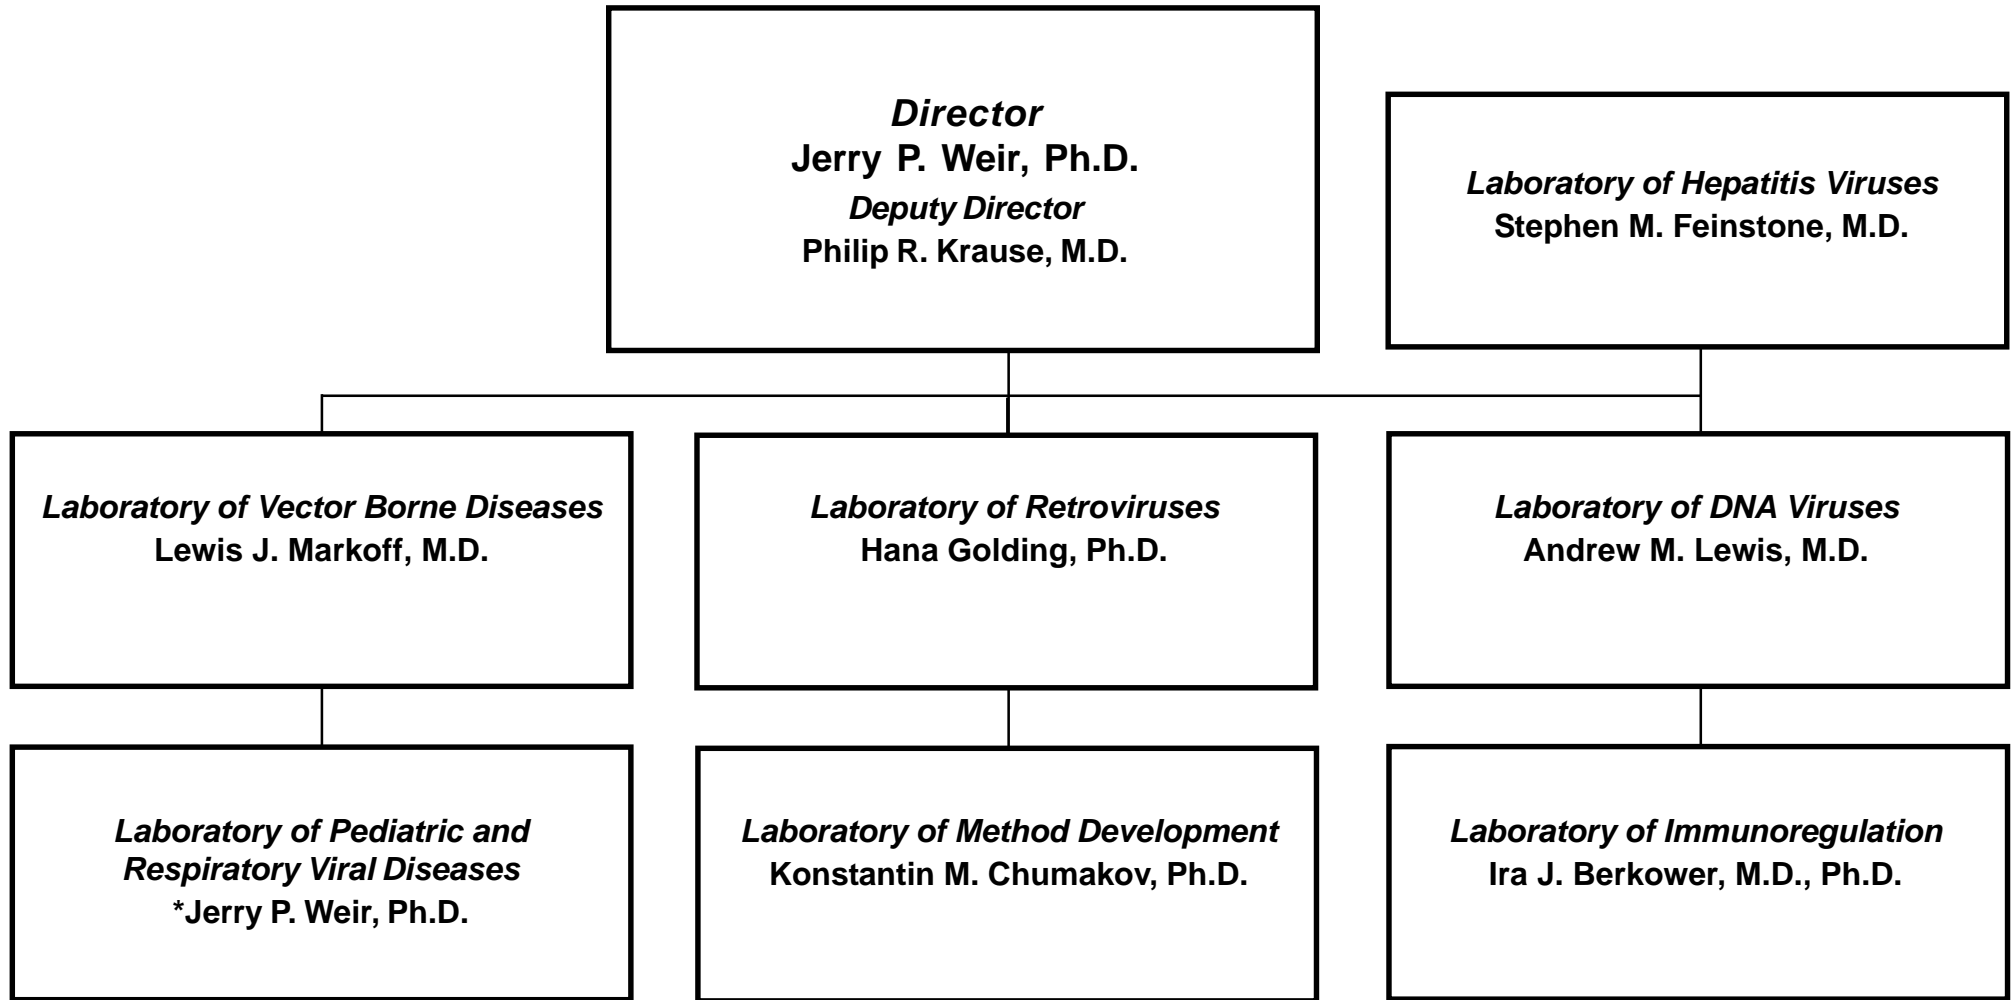 Director
Jerry P. Weir, Ph.D.
Deputy Director
Philip R. Krause, M.D.
Laboratory of Hepatitis Viruses
Stephen M. Feinstone, M.D.
Laboratory of Vector Borne Diseases
Lewis J. Markoff, M.D.
Laboratory of Retroviruses
Hana Golding, Ph.D.
Laboratory of DNA Viruses
Andrew M. Lewis, M.D.
Laboratory of Pediatric and
Respiratory Viral Diseases
*Jerry P. Weir, Ph.D.
Laboratory of Method Development
Konstantin M. Chumakov, Ph.D.
Laboratory of Immunoregulation
Ira J. Berkower, M.D., Ph.D.